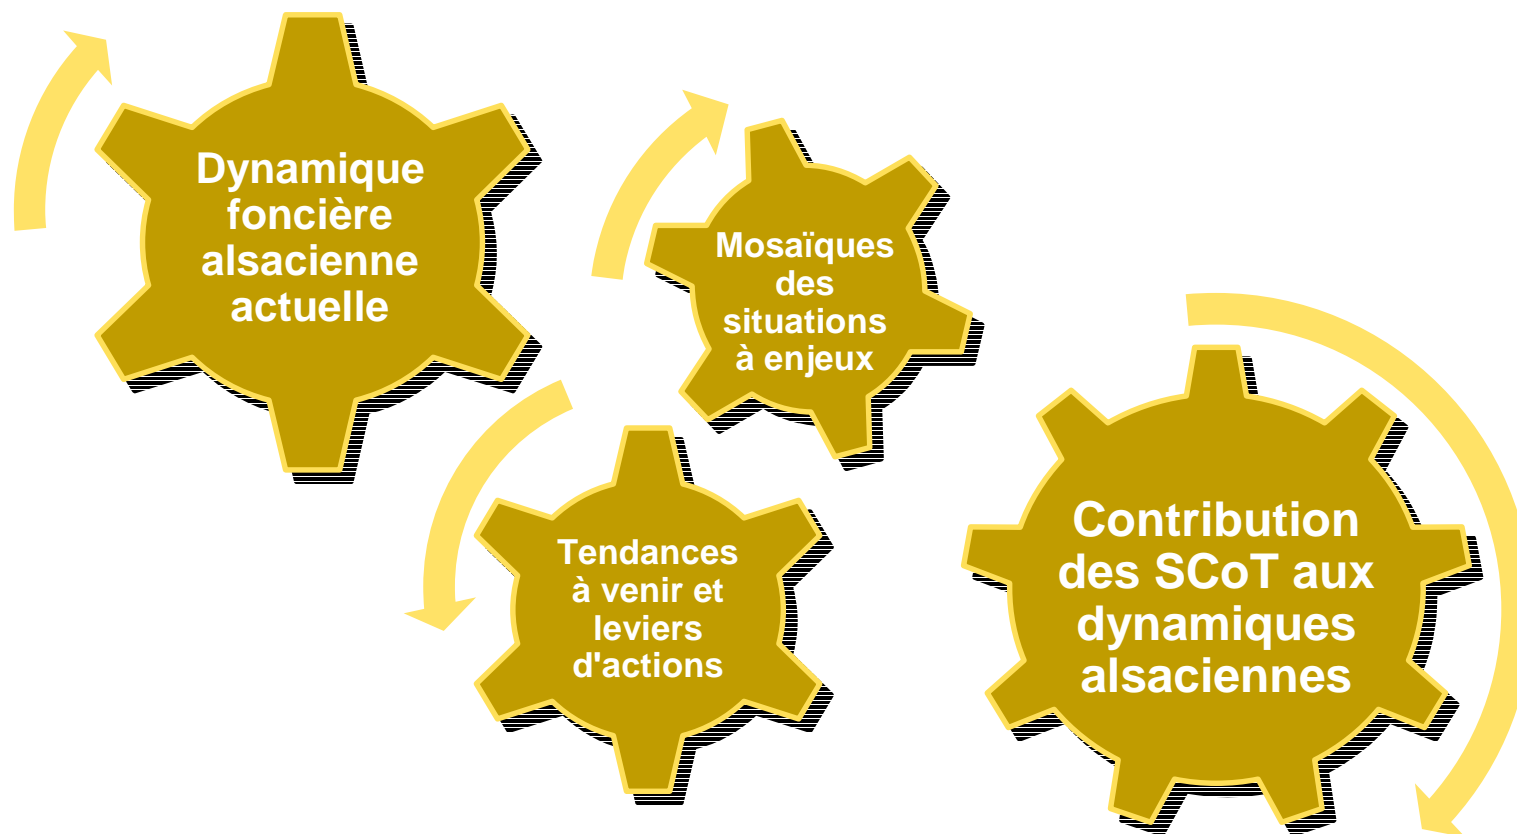 Dynamique
foncière
alsacienne
actuelle
Mosaïques
des
situations
à enjeux
Tendances
à venir et
leviers
d'actions
Contribution
des SCoT aux
dynamiques
alsaciennes